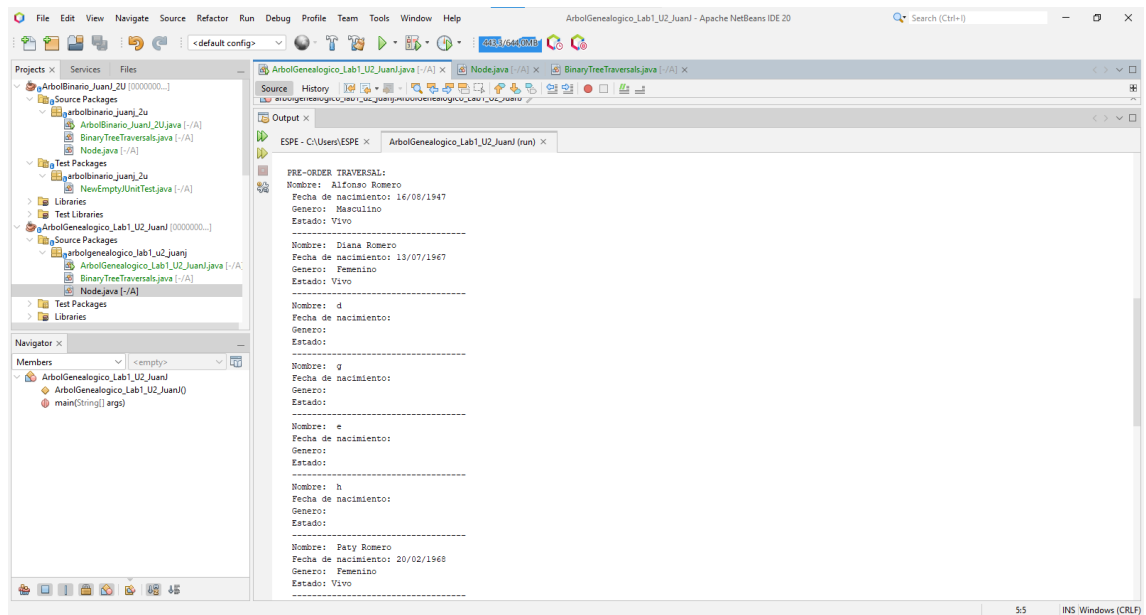 File Edit View Navigate Source Refactor Run Debug Profile Team Tools Window Help
ArbolGenealogico_Lab1_U2_JuanJ - Apache NetBeans IDE 20
Search (Ctrl+I)
<default config>
443,3/644,0MB
Projects Services Files
ArbolBinario_JuanJ_2U [0000000...]
Source Packages
arbolbinario_juanj_2u
ArbolBinario_JuanJ_2U.java [-/A]
BinaryTreeTraversals.java [-/A]
Node.java [-/A]
Test Packages
arbolbinario_juanj_2u
NewEmptyJUnitTest.java [-/A]
Libraries
Test Libraries
ArbolGenealogico_Lab1_U2_JuanJ [0000000...]
Source Packages
arbolgenealogico_lab1_u2_juanj
ArbolGenealogico_Lab1_U2_JuanJ.java [-/A]
BinaryTreeTraversals.java [-/A]
Node.java [-/A]
Test Packages
Libraries
Navigator
Members <empty>
ArbolGenealogico_Lab1_U2_JuanJ
ArbolGenealogico_Lab1_U2_JuanJ()
main(String[] args)
ArbolGenealogico_Lab1_U2_JuanJ.java [-/A] Node.java [-/A] BinaryTreeTraversals.java [-/A]
Source History
Output
ESPE - C:\Users\ESPE ArbolGenealogico_Lab1_U2_JuanJ (run)
PRE-ORDER TRAVERSAL:
Nombre: Alfonso Romero
Fecha de nacimiento: 16/08/1947
Genero: Masculino
Estado: Vivo
-----------------------------------
Nombre: Diana Romero
Fecha de nacimiento: 13/07/1967
Genero: Femenino
Estado: Vivo
-----------------------------------
Nombre: d
Fecha de nacimiento:
Genero:
Estado:
-----------------------------------
Nombre: g
Fecha de nacimiento:
Genero:
Estado:
-----------------------------------
Nombre: e
Fecha de nacimiento:
Genero:
Estado:
-----------------------------------
Nombre: h
Fecha de nacimiento:
Genero:
Estado:
-----------------------------------
Nombre: Paty Romero
Fecha de nacimiento: 20/02/1968
Genero: Femenino
Estado: Vivo
-----------------------------------
5:5 INS Windows (CRLF)